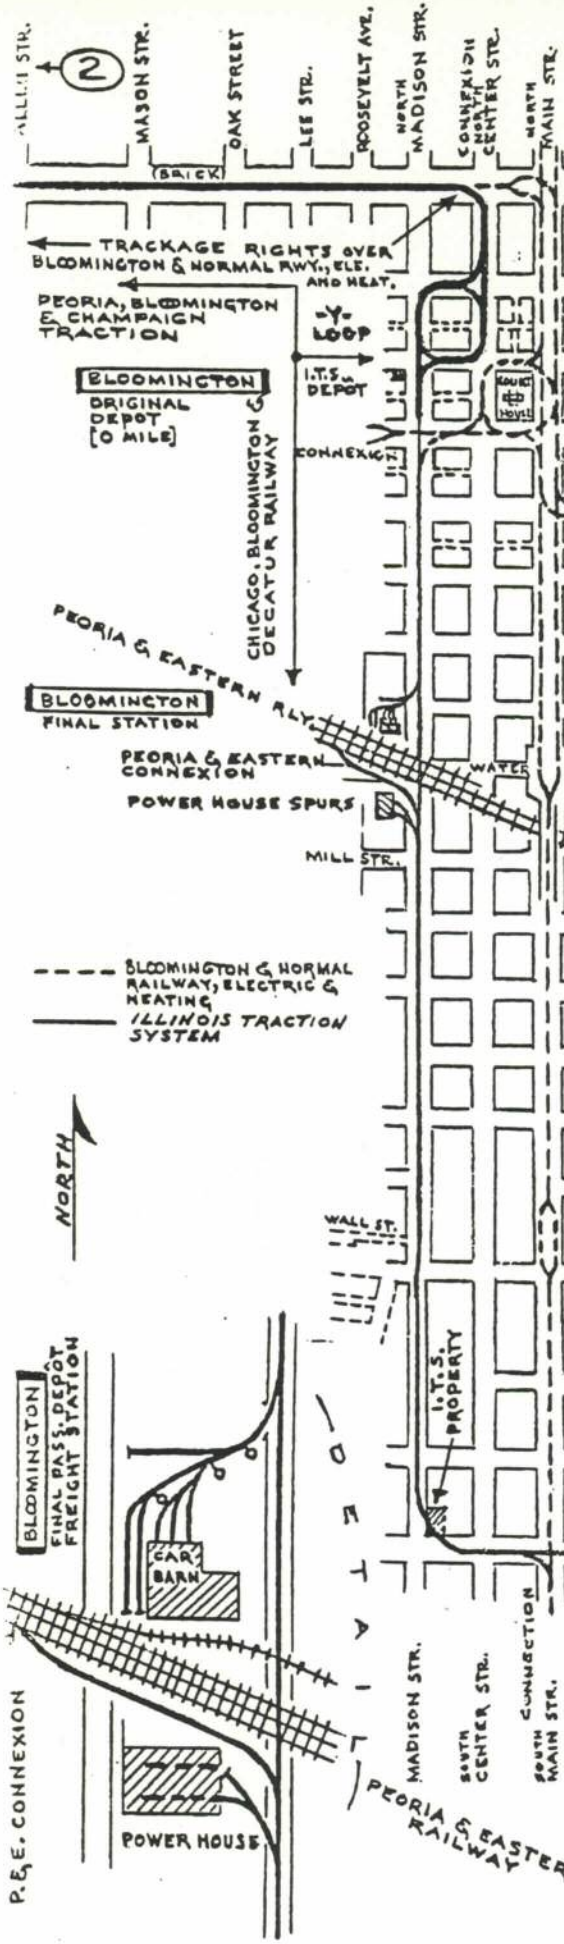 ALLIN STR.
2
MASON STR.
OAK STREET
LEE STR.
ROOSEVELT AVE.
NORTH
MADISON STR.
CONNEXION
NORTH
CENTER STR.
NORTH
MAIN STR.
(BRICK)
TRACKAGE RIGHTS OVER
BLOOMINGTON & NORMAL RWY., ELE.
AND HEAT.
PEORIA, BLOOMINGTON
& CHAMPAIGN
TRACTION
-Y-
LOOP
BLOOMINGTON
ORIGINAL
DEPOT
[0 MILE]
I.T.S.
DEPOT
COURT
HOUSE
CONNEXION
CHICAGO, BLOOMINGTON &
DECATUR RAILWAY
PEORIA & EASTERN RLY.
BLOOMINGTON
FINAL STATION
PEORIA & EASTERN
CONNEXION
WATER
POWER HOUSE SPURS
MILL STR.
BLOOMINGTON & NORMAL
RAILWAY, ELECTRIC &
HEATING
ILLINOIS TRACTION
SYSTEM
NORTH
WALL ST.
BLOOMINGTON
FINAL PASS. DEPOT
FREIGHT STATION
I.T.S.
PROPERTY
DETAIL
CAR
BARN
P.& E. CONNEXION
POWER HOUSE
MADISON STR.
SOUTH
CENTER STR.
CONNECTION
SOUTH
MAIN STR.
PEORIA & EASTERN
RAILWAY